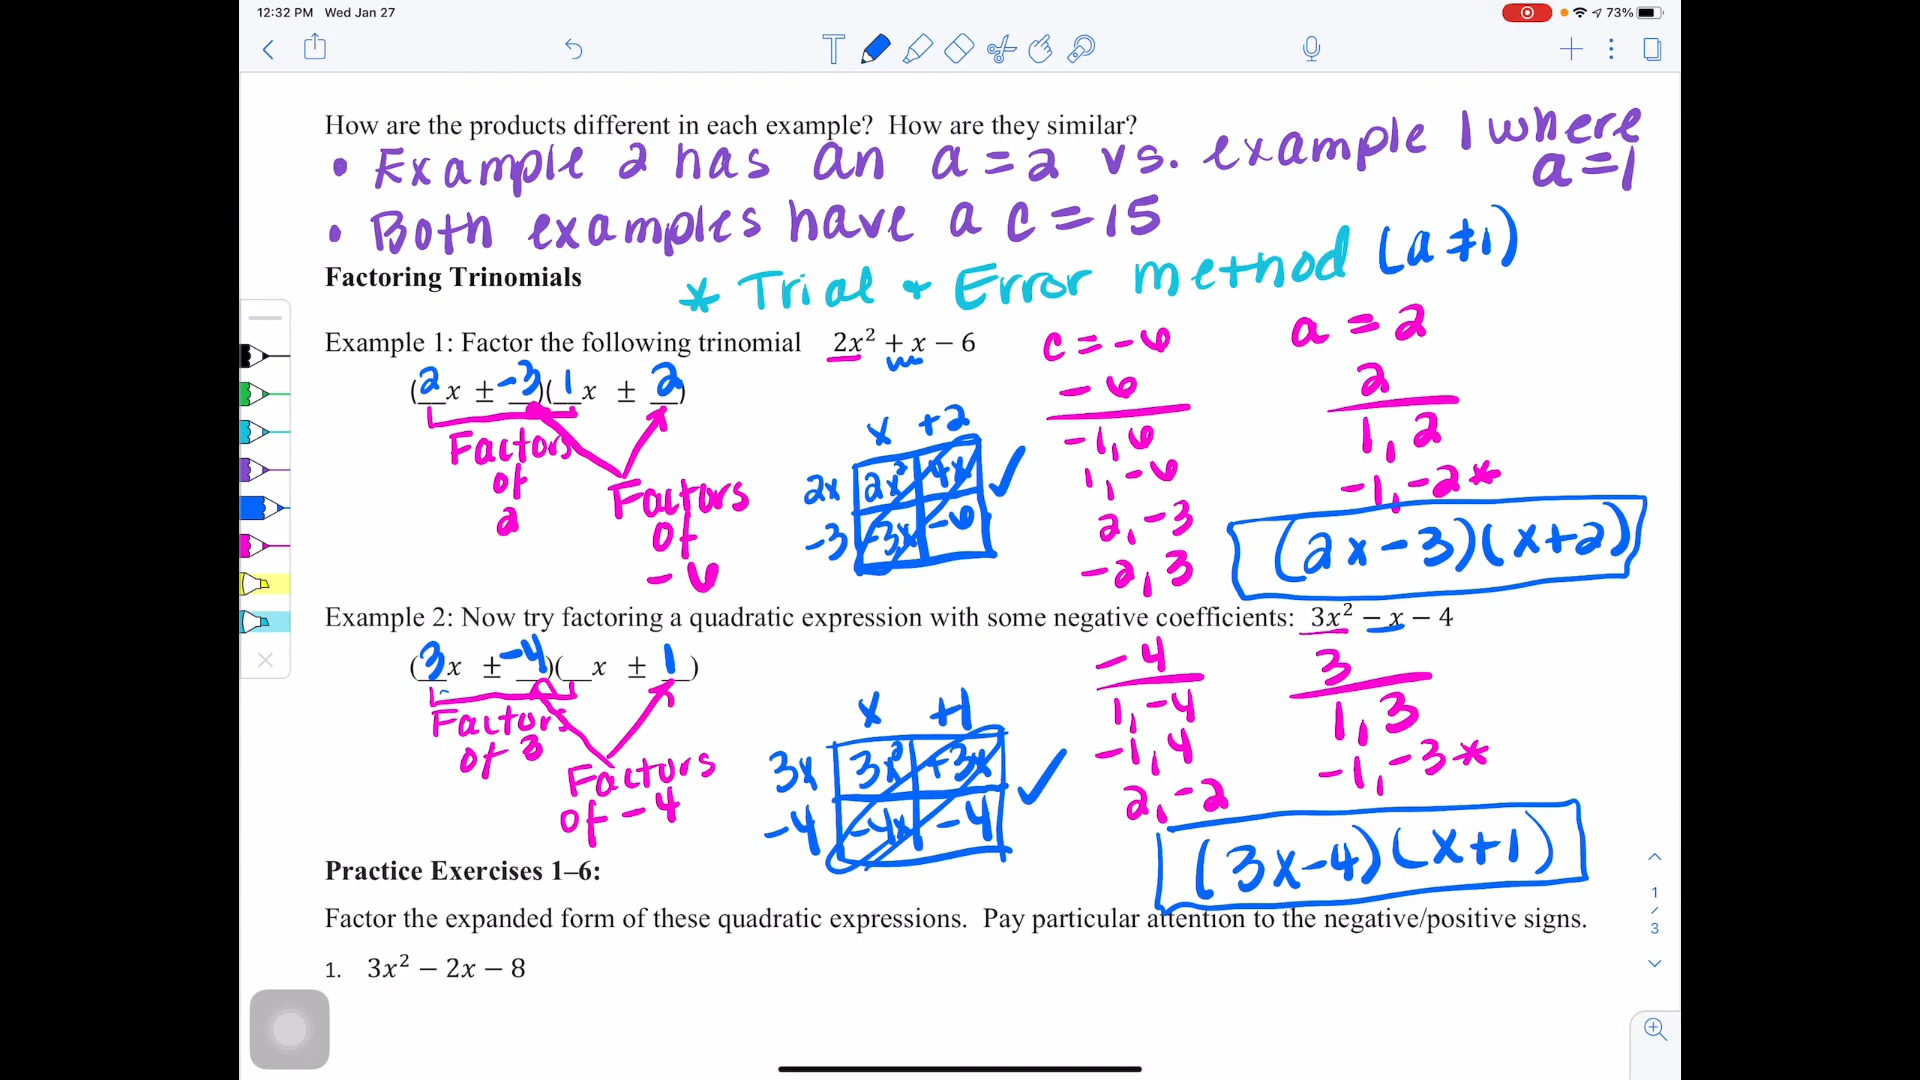 12:32 PM Wed Jan 27
73%
How are the products different in each example? How are they similar?
• Example 2 has an a = 2 vs. example 1 where a = 1
• Both examples have a c = 15
Factoring Trinomials
* Trial + Error method (a ≠ 1)
Example 1: Factor the following trinomial 2x² + x − 6
(2x ± −3)(1x ± 2)
Factors of 2
Factors of −6
x +2
2x 2x² 4x ✓
−3 −3x −6
c = −6
−6
−1, 6
1, −6
2, −3
−2, 3
a = 2
2
1, 2
−1, −2 *
(2x−3)(x+2)
Example 2: Now try factoring a quadratic expression with some negative coefficients: 3x² − x − 4
(3x ± −4)(__x ± 1)
Factors of 3
Factors of −4
x +1
3x 3x² +3x ✓
−4 −4x −4
−4
1, −4
−1, 4
2, −2
3
1, 3
−1, −3 *
(3x−4)(x+1)
Practice Exercises 1–6:
Factor the expanded form of these quadratic expressions. Pay particular attention to the negative/positive signs.
1. 3x² − 2x − 8
1 / 3